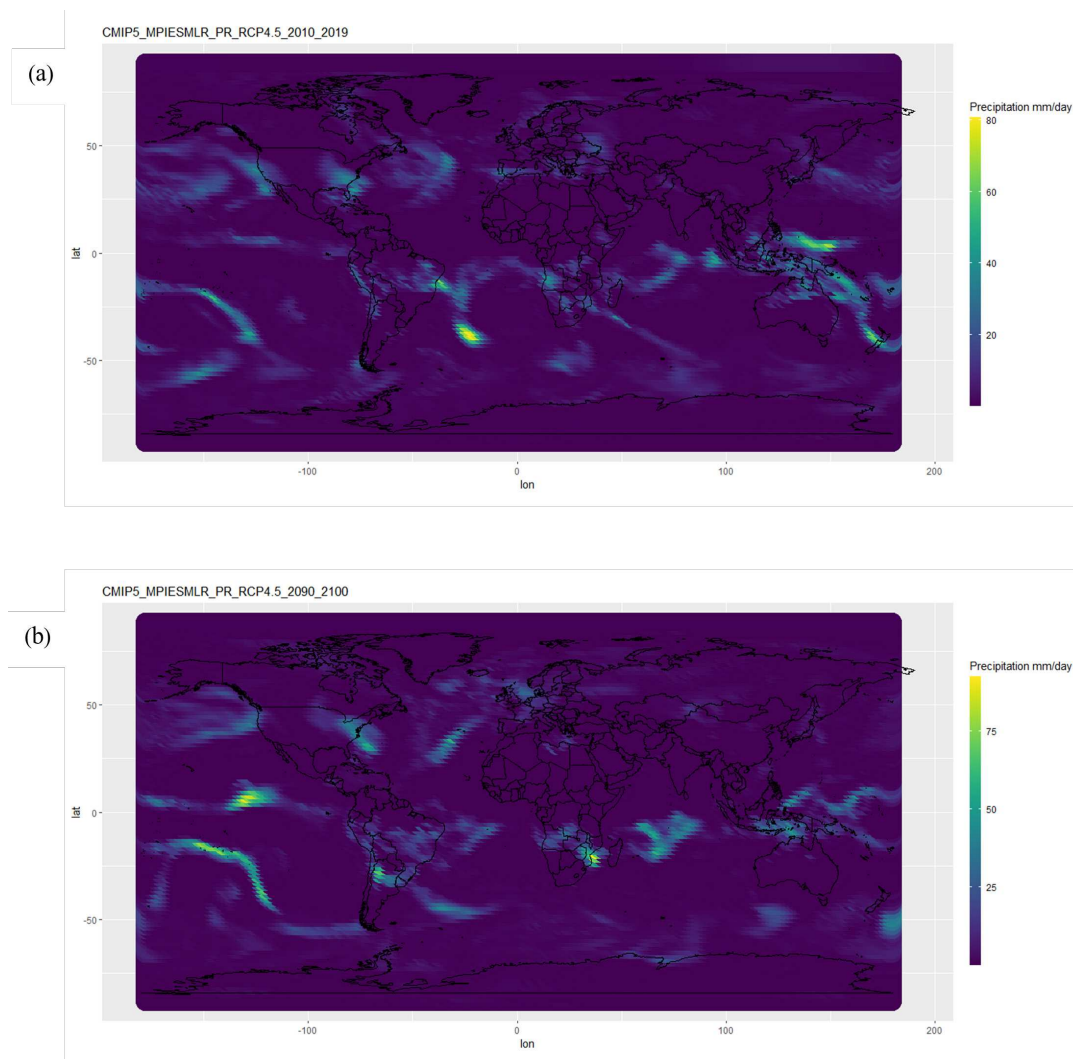 (a)
CMIP5_MPIESMLR_PR_RCP4.5_2010_2019
Precipitation mm/day
80
60
40
20
50
0
-50
lat
-100
0
100
200
lon
(b)
CMIP5_MPIESMLR_PR_RCP4.5_2090_2100
Precipitation mm/day
75
50
25
50
0
-50
lat
-100
0
100
200
lon